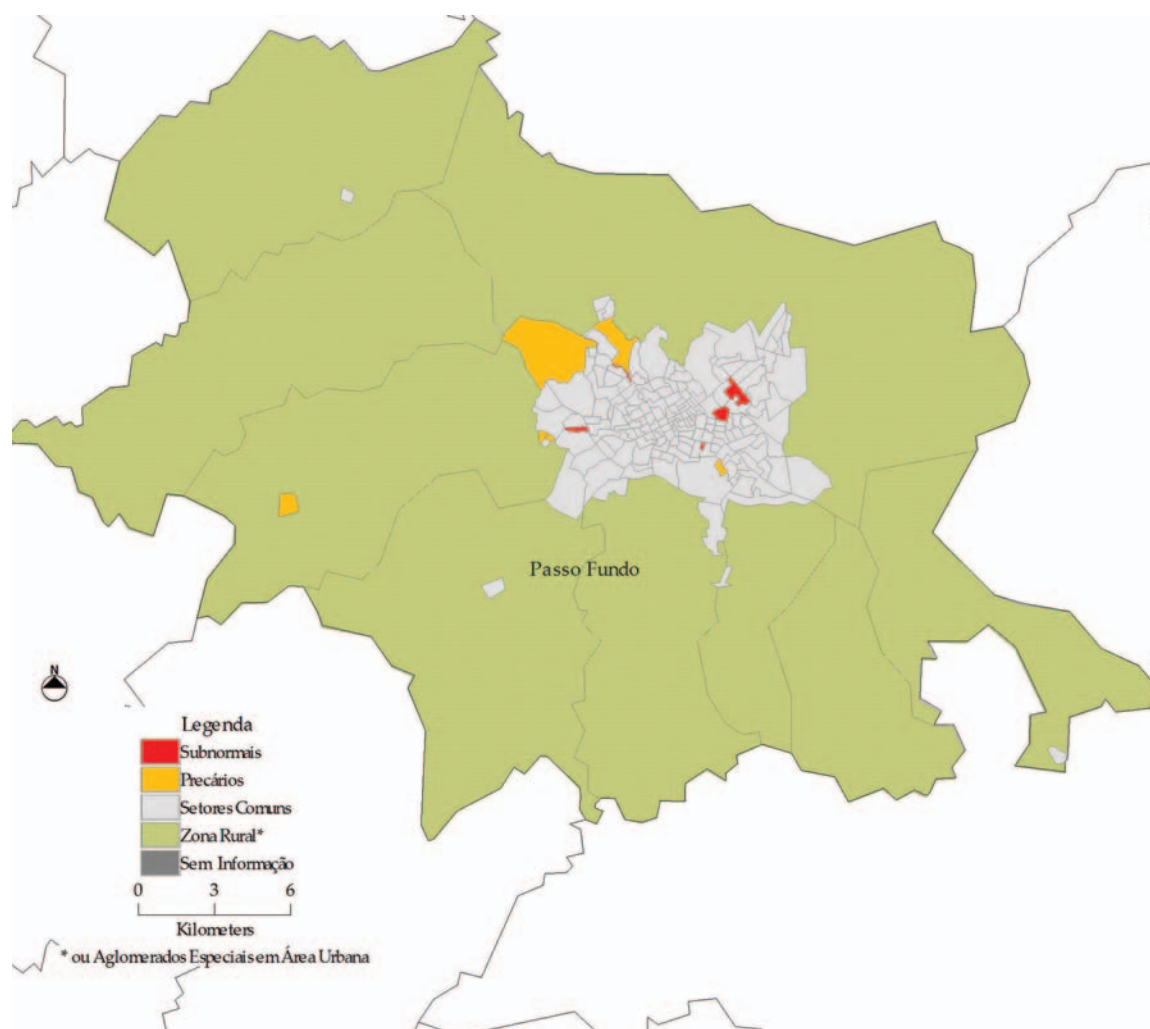 Passo Fundo
N
Legenda
Subnormais
Precários
Setores Comuns
Zona Rural*
Sem Informação
0 3 6
Kilometers
* ou Aglomerados Especiais em Área Urbana